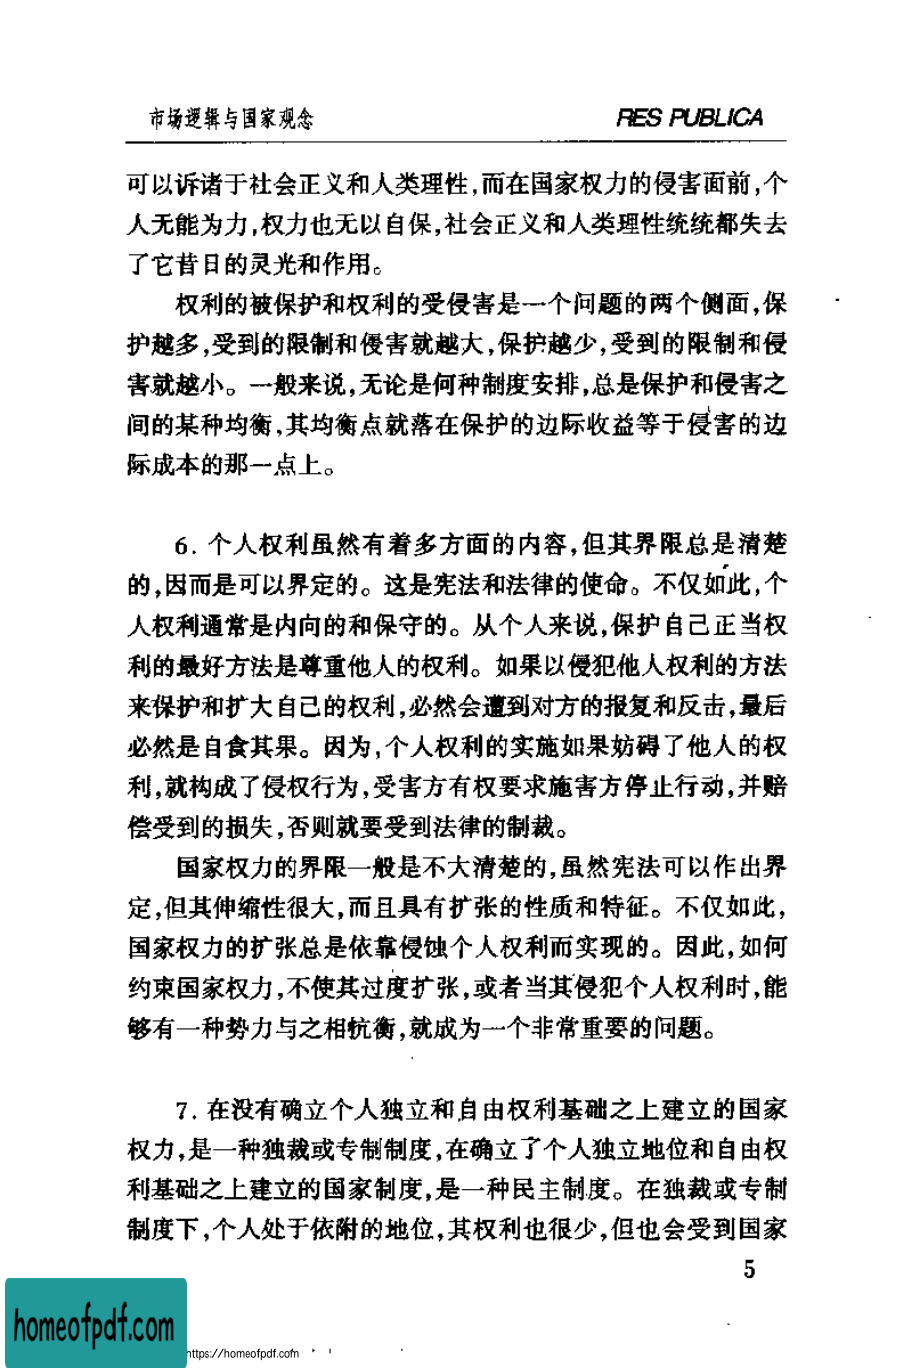 市场逻辑与国家观念
RES PUBLICA
可以诉诸于社会正义和人类理性,而在国家权力的侵害面前,个
人无能为力,权力也无以自保,社会正义和人类理性统统都失去
了它昔日的灵光和作用。
权利的被保护和权利的受侵害是一个问题的两个侧面,保
护越多,受到的限制和侵害就越大,保护越少,受到的限制和侵
害就越小。一般来说,无论是何种制度安排,总是保护和侵害之
间的某种均衡,其均衡点就落在保护的边际收益等于侵害的边
际成本的那一点上。
6. 个人权利虽然有着多方面的内容,但其界限总是清楚
的,因而是可以界定的。这是宪法和法律的使命。不仅如此,个
人权利通常是内向的和保守的。从个人来说,保护自己正当权
利的最好方法是尊重他人的权利。如果以侵犯他人权利的方法
来保护和扩大自己的权利,必然会遭到对方的报复和反击,最后
必然是自食其果。因为,个人权利的实施如果妨碍了他人的权
利,就构成了侵权行为,受害方有权要求施害方停止行动,并赔
偿受到的损失,否则就要受到法律的制裁。
国家权力的界限一般是不大清楚的,虽然宪法可以作出界
定,但其伸缩性很大,而且具有扩张的性质和特征。不仅如此,
国家权力的扩张总是依靠侵蚀个人权利而实现的。因此,如何
约束国家权力,不使其过度扩张,或者当其侵犯个人权利时,能
够有一种势力与之相抗衡,就成为一个非常重要的问题。
7. 在没有确立个人独立和自由权利基础之上建立的国家
权力,是一种独裁或专制制度,在确立了个人独立地位和自由权
利基础之上建立的国家制度,是一种民主制度。在独裁或专制
制度下,个人处于依附的地位,其权利也很少,但也会受到国家
5
homeofpdf.com
https://homeofpdf.com